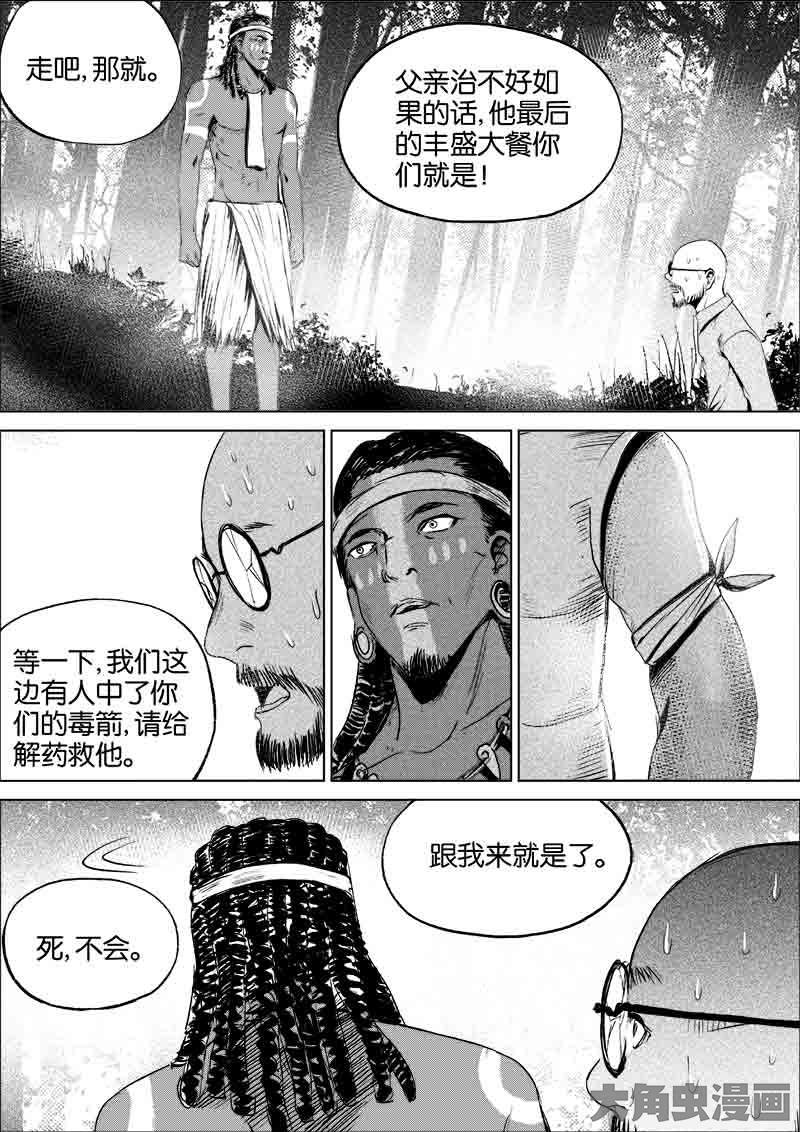 走吧,那就。
父亲治不好如
果的话,他最后
的丰盛大餐你
们就是!
等一下,我们这
边有人中了你
们的毒箭,请给
解药救他。
死,不会。
跟我来就是了。
大角虫漫画